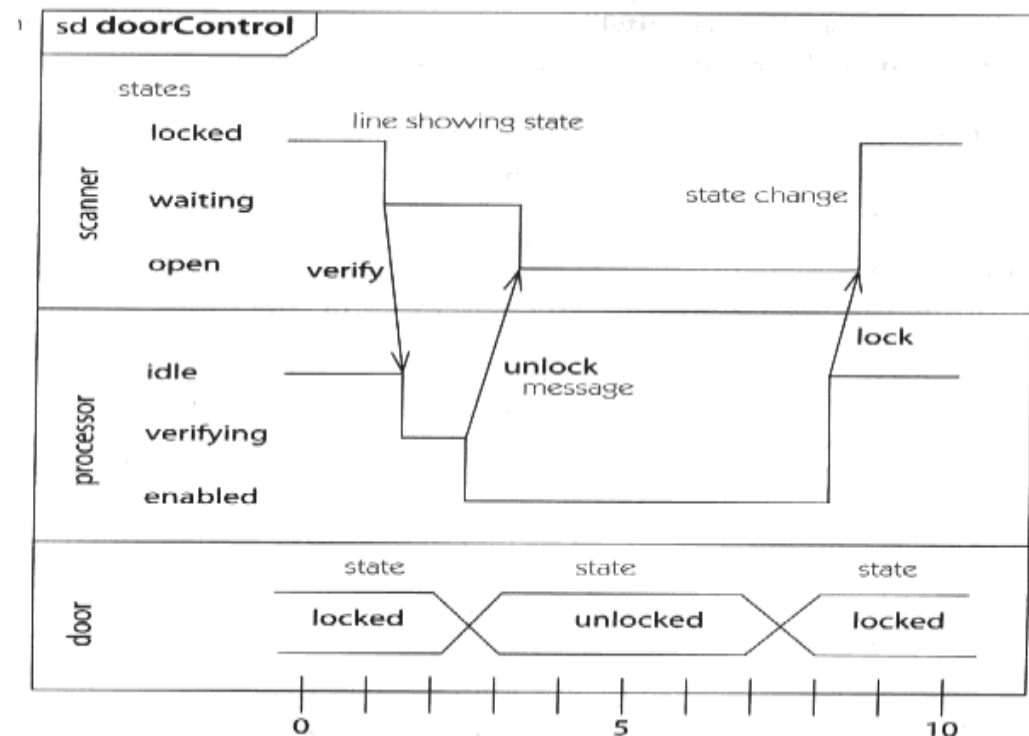 sd doorControl
states
locked
line showing state
scanner
waiting
state change
open
verify
lock
processor
idle
unlock
message
verifying
enabled
door
state
state
state
locked
unlocked
locked
0
5
10